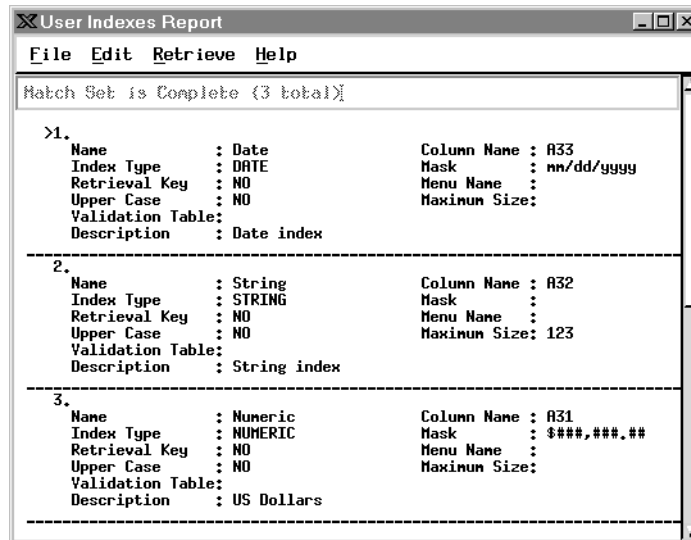 User Indexes Report
File Edit Retrieve Help
Match Set is Complete (3 total)
>1.
Name : Date Column Name : A33
Index Type : DATE Mask : mm/dd/yyyy
Retrieval Key : NO Menu Name :
Upper Case : NO Maximum Size:
Validation Table:
Description : Date index
2.
Name : String Column Name : A32
Index Type : STRING Mask :
Retrieval Key : NO Menu Name :
Upper Case : NO Maximum Size: 123
Validation Table:
Description : String index
3.
Name : Numeric Column Name : A31
Index Type : NUMERIC Mask : $###,###.##
Retrieval Key : NO Menu Name :
Upper Case : NO Maximum Size:
Validation Table:
Description : US Dollars